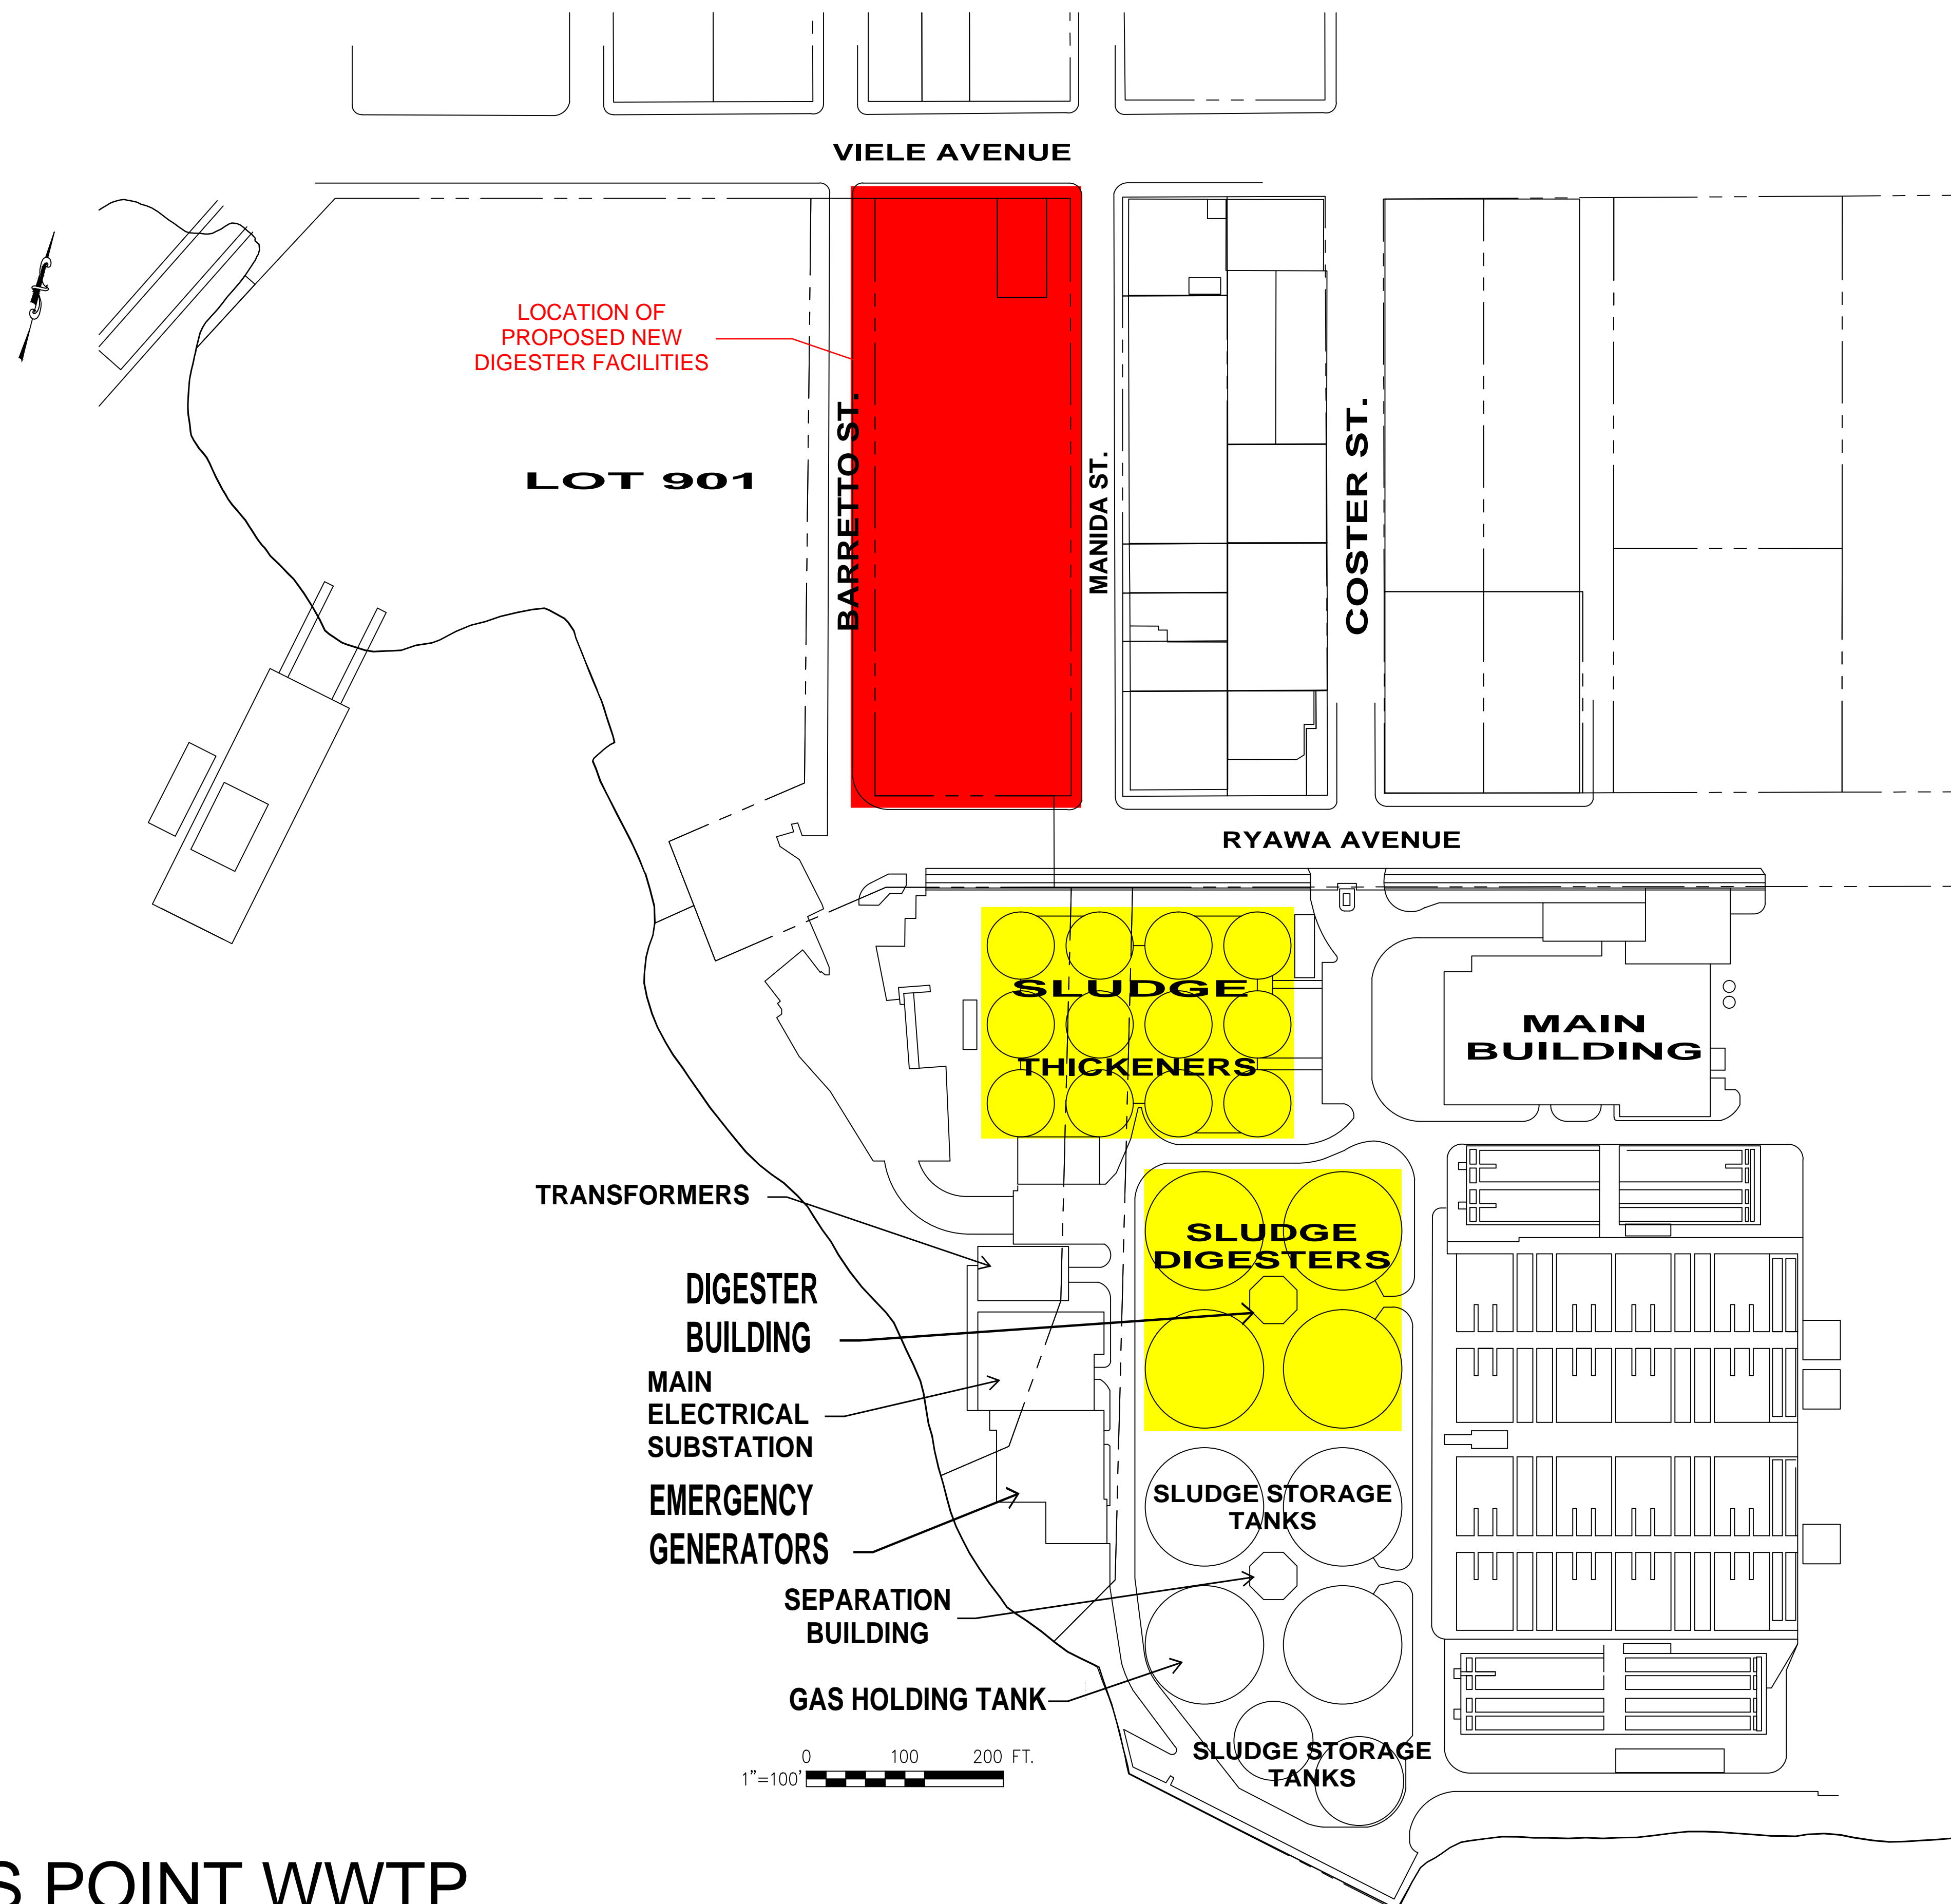 VIELE AVENUE
LOCATION OF
PROPOSED NEW
DIGESTER FACILITIES
LOT 901
BARRETTO ST.
MANIDA ST.
COSTER ST.
RYAWA AVENUE
SLUDGE
THICKENERS
MAIN
BUILDING
TRANSFORMERS
SLUDGE
DIGESTERS
DIGESTER
BUILDING
MAIN
ELECTRICAL
SUBSTATION
EMERGENCY
GENERATORS
SLUDGE STORAGE
TANKS
SEPARATION
BUILDING
GAS HOLDING TANK
SLUDGE STORAGE
TANKS
0 100 200 FT.
1"=100'
S POINT WWTP